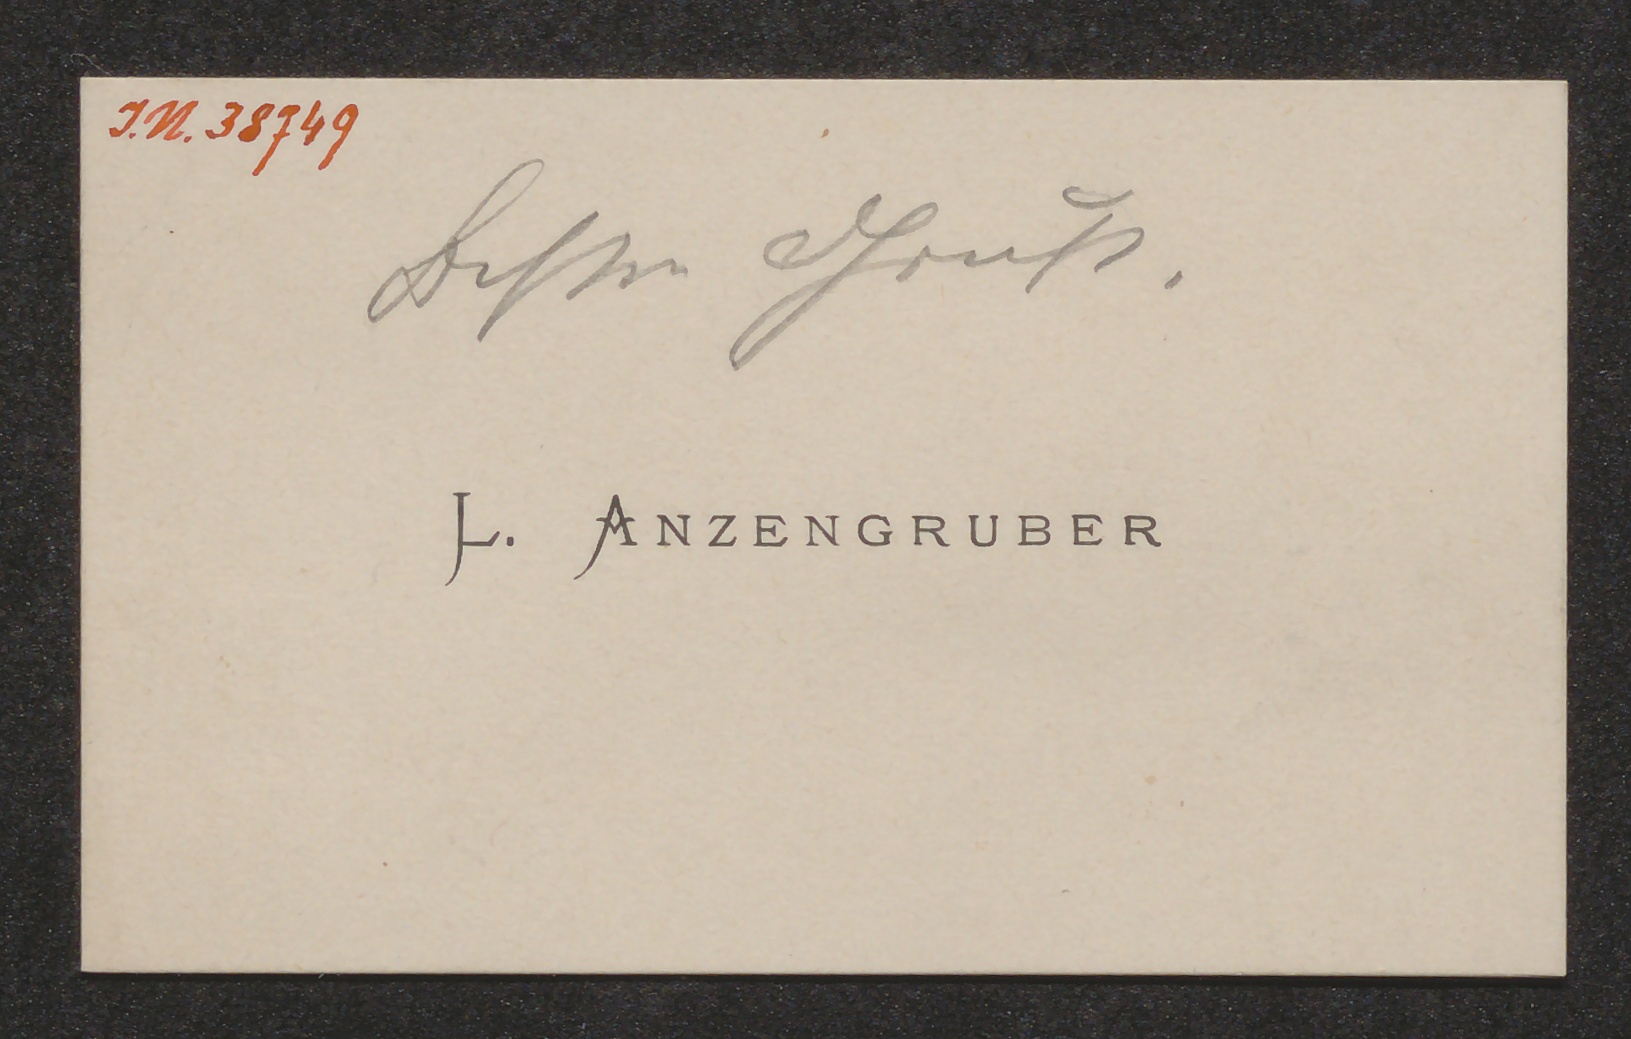 I.N. 38749
Besten Gruß.
L. ANZENGRUBER